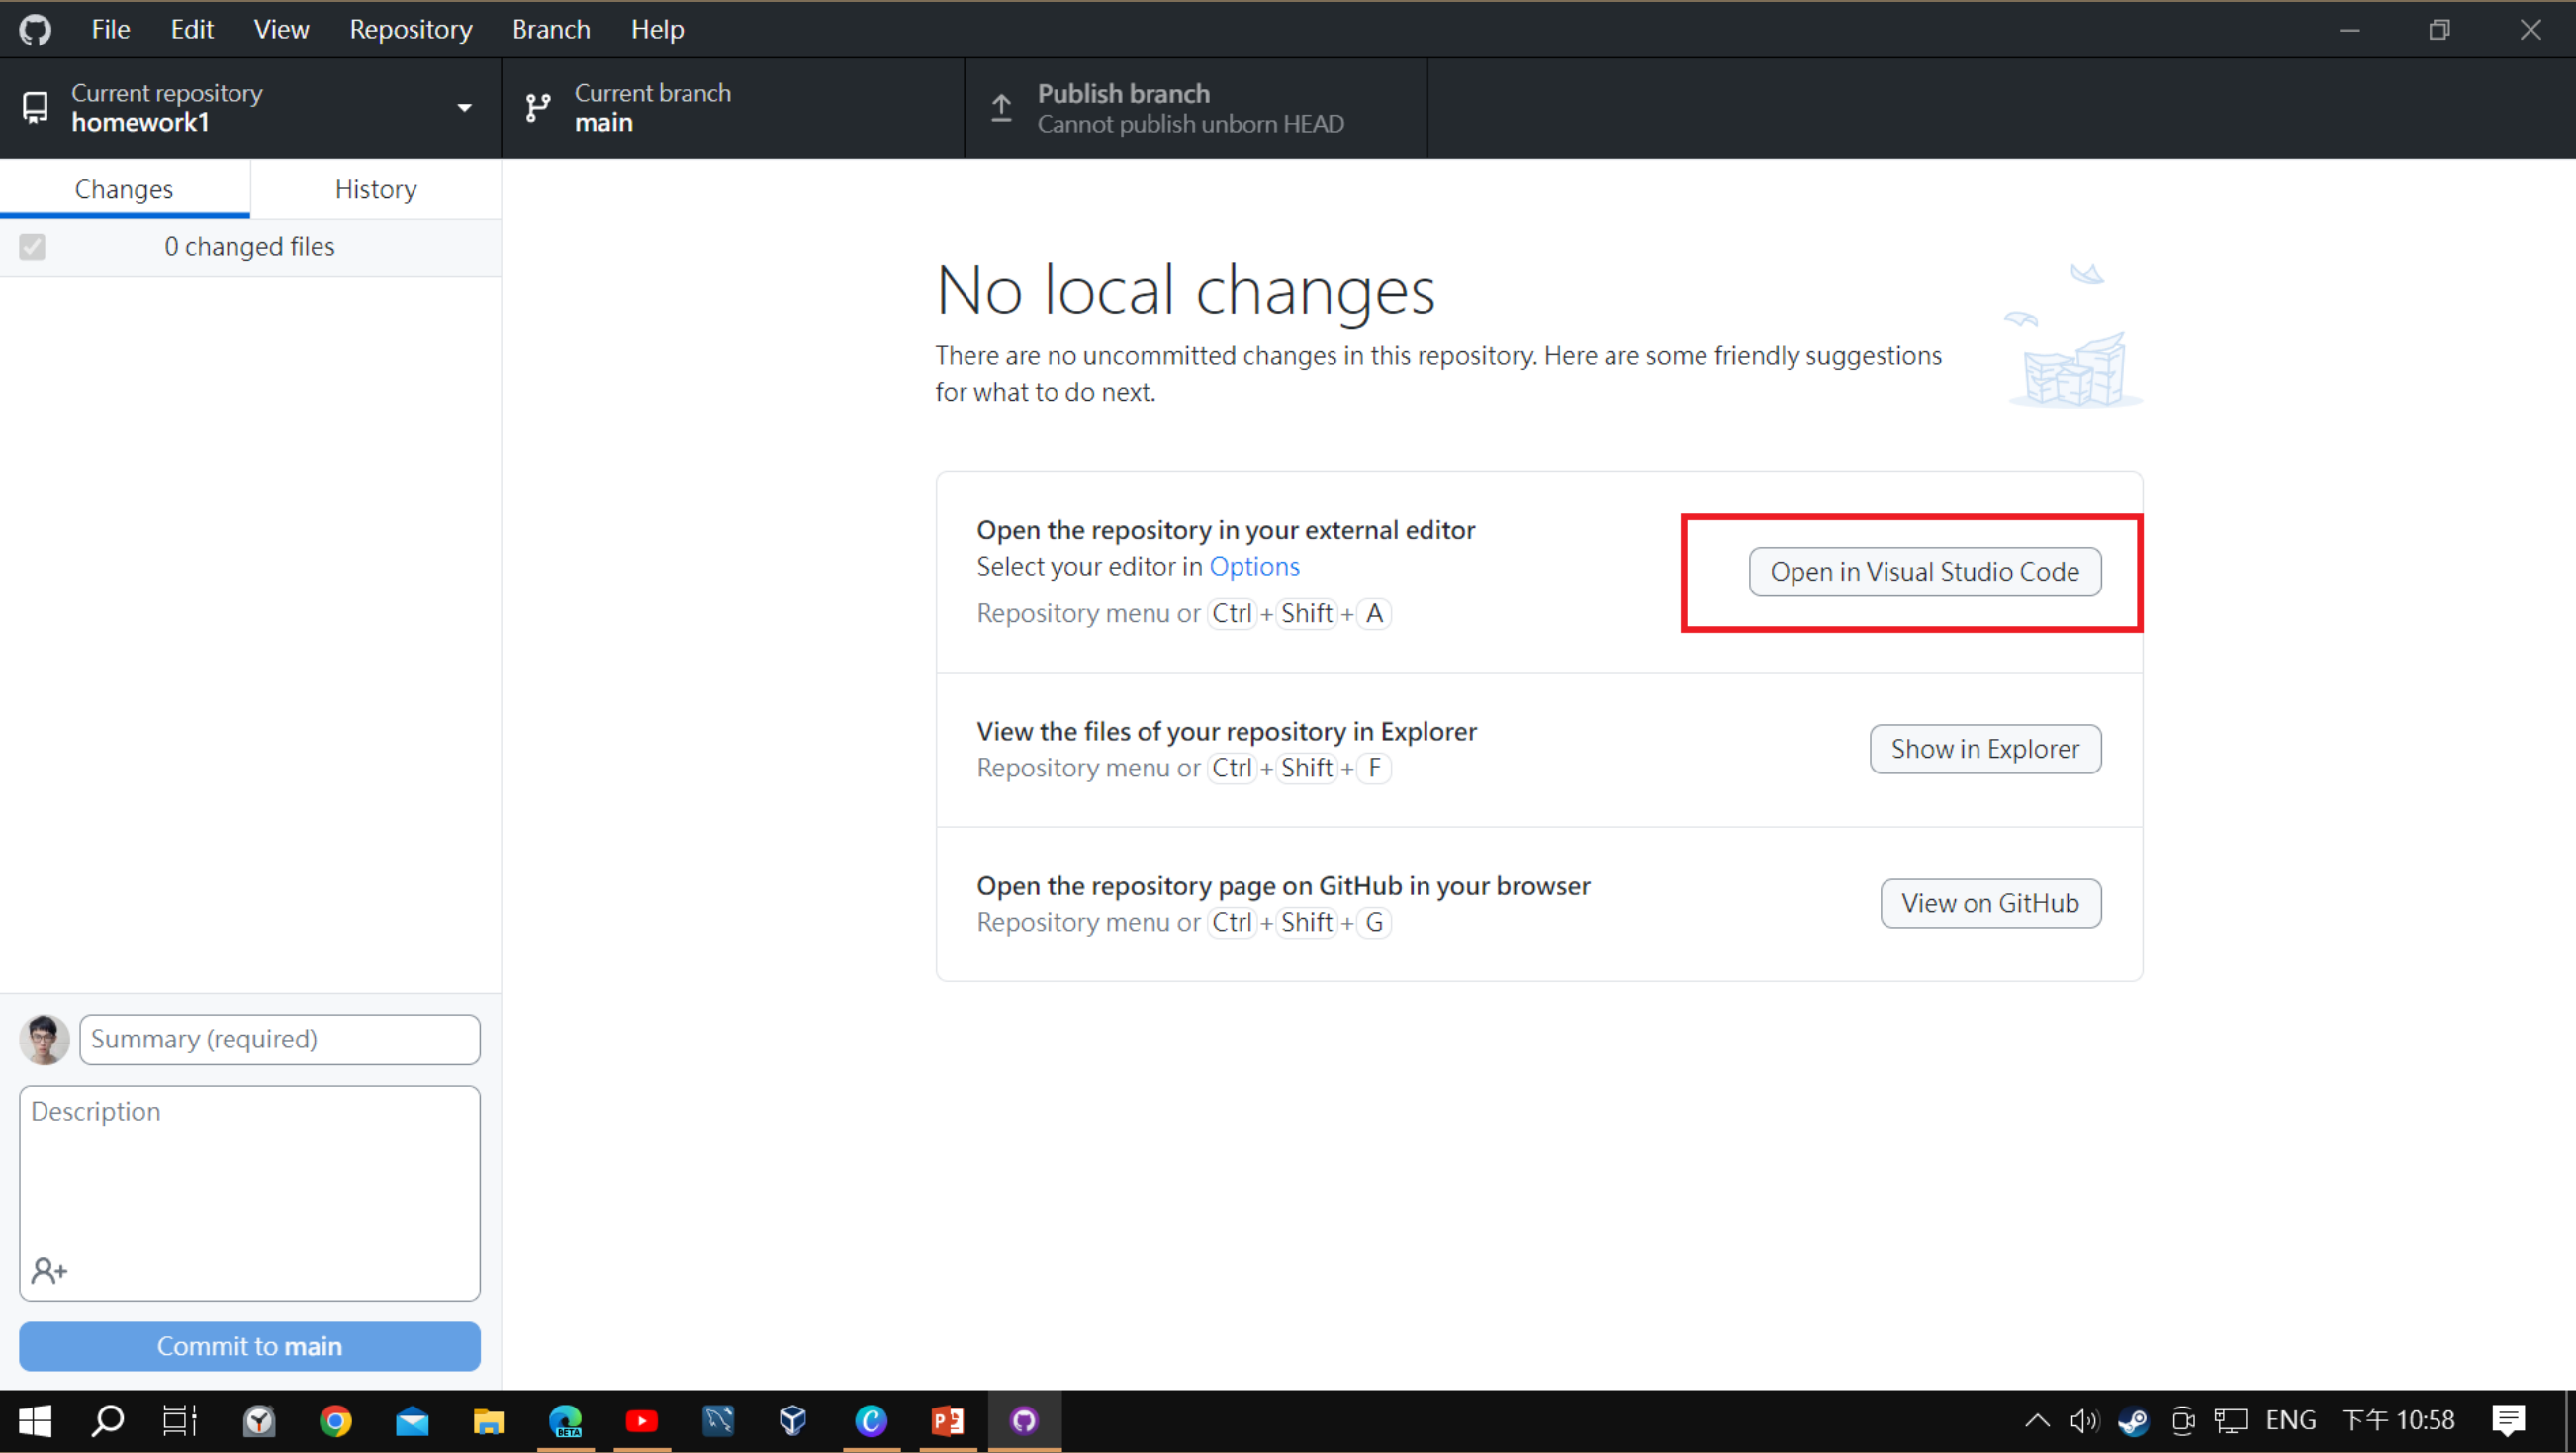 File Edit View Repository Branch Help
Current repository
homework1
Current branch
main
Publish branch
Cannot publish unborn HEAD
Changes History
0 changed files
No local changes
There are no uncommitted changes in this repository. Here are some friendly suggestions
for what to do next.
Open the repository in your external editor
Select your editor in Options
Repository menu or Ctrl + Shift + A
Open in Visual Studio Code
View the files of your repository in Explorer
Repository menu or Ctrl + Shift + F
Show in Explorer
Open the repository page on GitHub in your browser
Repository menu or Ctrl + Shift + G
View on GitHub
Summary (required)
Description
Commit to main
BETA
ENG 下午 10:58